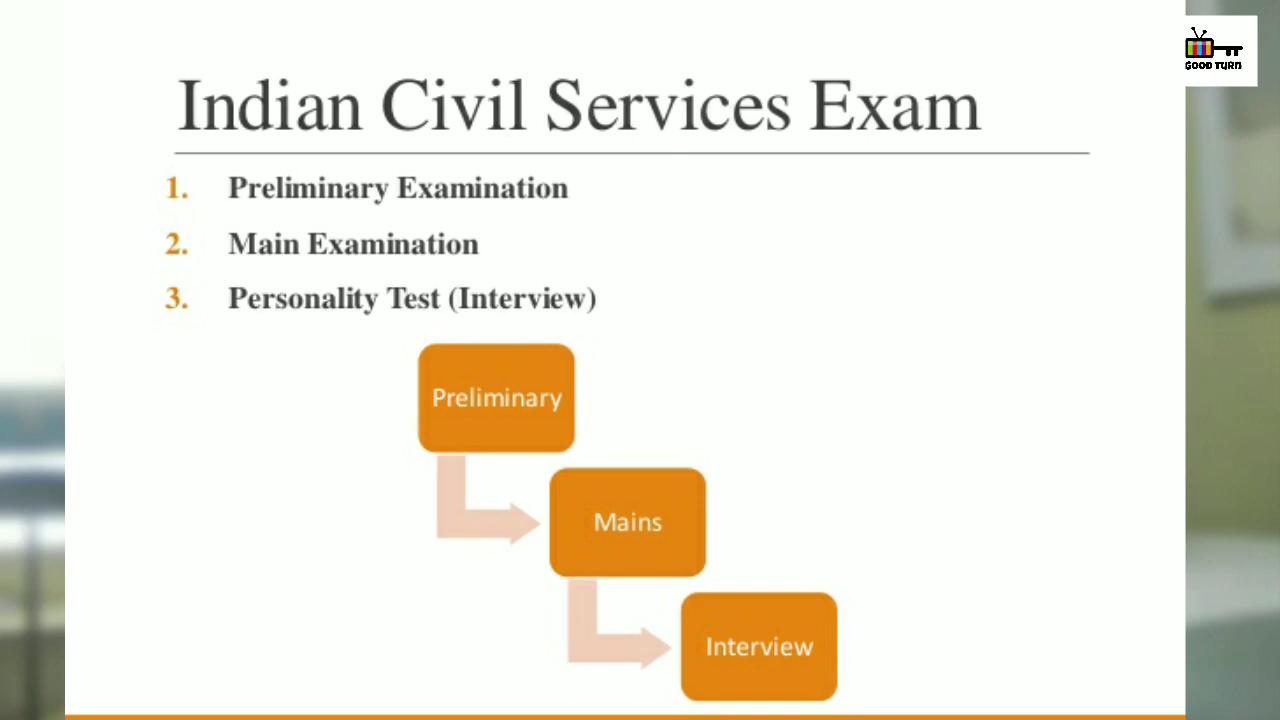 GOOD TURN
Indian Civil Services Exam
1. Preliminary Examination
2. Main Examination
3. Personality Test (Interview)
Preliminary
Mains
Interview